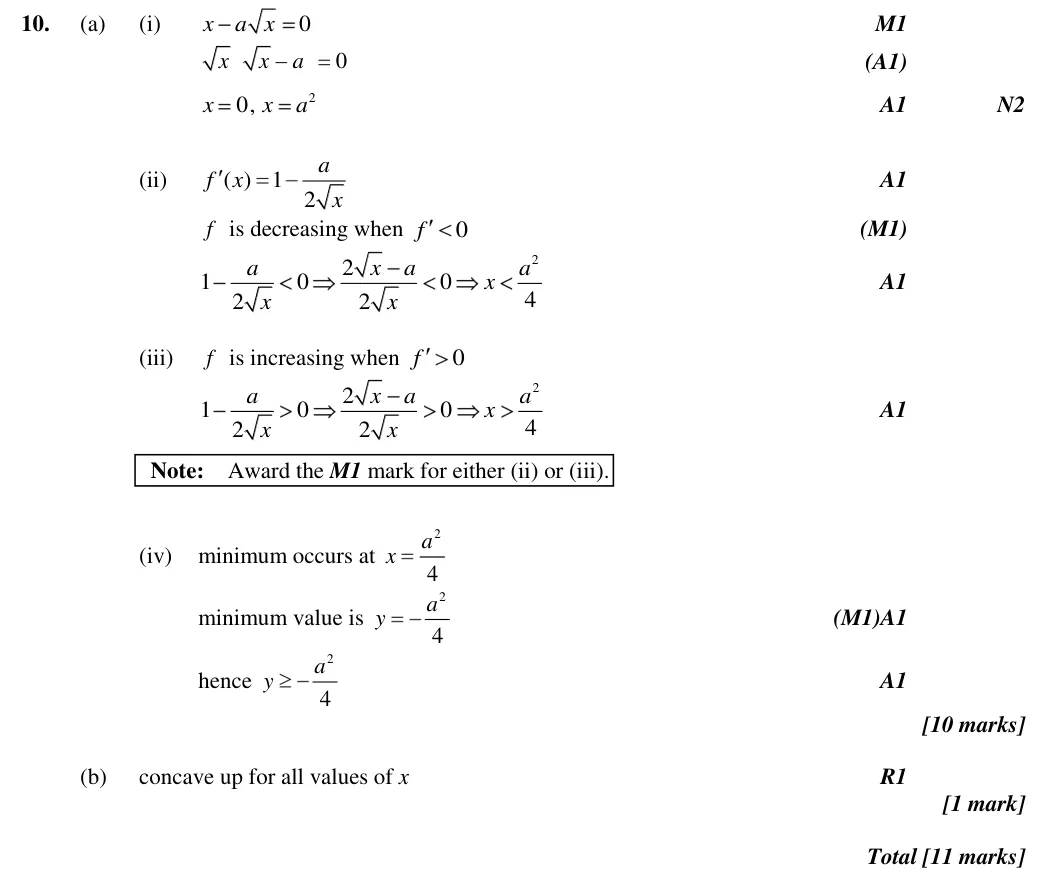 10. (a) (i) x − a√x = 0 M1
√x √x − a = 0 (A1)
x = 0, x = a² A1 N2
(ii) f′(x) = 1 − a/(2√x) A1
f is decreasing when f′ < 0 (M1)
1 − a/(2√x) < 0 ⇒ (2√x − a)/(2√x) < 0 ⇒ x < a²/4 A1
(iii) f is increasing when f′ > 0
1 − a/(2√x) > 0 ⇒ (2√x − a)/(2√x) > 0 ⇒ x > a²/4 A1
Note: Award the M1 mark for either (ii) or (iii).
(iv) minimum occurs at x = a²/4
minimum value is y = −a²/4 (M1)A1
hence y ≥ −a²/4 A1
[10 marks]
(b) concave up for all values of x R1
[1 mark]
Total [11 marks]